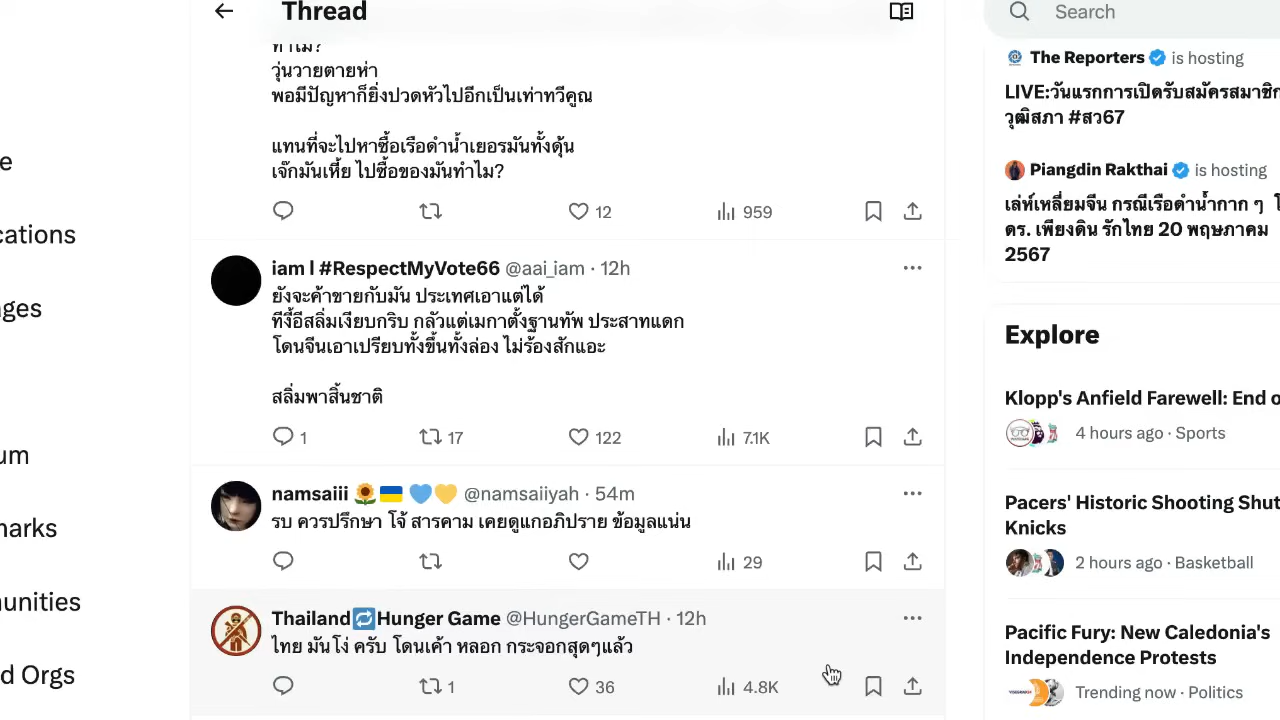 Thread
Search
ทำไม?
วุ่นวายตายห่า
พอมีปัญหาก็ยิ่งปวดหัวไปอีกเป็นเท่าทวีคูณ
แทนที่จะไปหาซื้อเรือดำน้ำเยอรมันทั้งดุ้น
เจ๊กมันเหี้ย ไปซื้อของมันทำไม?
12
959
iam l #RespectMyVote66 @aai_iam · 12h
ยังจะค้าขายกับมัน ประเทศเอาแต่ได้
ทีงี้อีสลิ่มเงียบกริบ กลัวแต่เมกาตั้งฐานทัพ ประสาทแดก
โดนจีนเอาเปรียบทั้งขึ้นทั้งล่อง ไม่ร้องสักแอะ
สลิ่มพาสิ้นชาติ
1
17
122
7.1K
namsaiii 🌻🇺🇦 💙💛 @namsaiiyah · 54m
รบ ควรปรึกษา โจ้ สารคาม เคยดูแกอภิปราย ข้อมูลแน่น
29
Thailand🔁Hunger Game @HungerGameTH · 12h
ไทย มันโง่ ครับ โดนเค้า หลอก กระจอกสุดๆแล้ว
1
36
4.8K
e
cations
ges
um
marks
unities
d Orgs
The Reporters is hosting
LIVE:วันแรกการเปิดรับสมัครสมาชิก
วุฒิสภา #สว67
Piangdin Rakthai is hosting
เล่ห์เหลี่ยมจีน กรณีเรือดำน้ำกาก ๆ โ
ดร. เพียงดิน รักไทย 20 พฤษภาคม
2567
Explore
Klopp's Anfield Farewell: End o
4 hours ago · Sports
Pacers' Historic Shooting Shut
Knicks
2 hours ago · Basketball
Pacific Fury: New Caledonia's
Independence Protests
Trending now · Politics